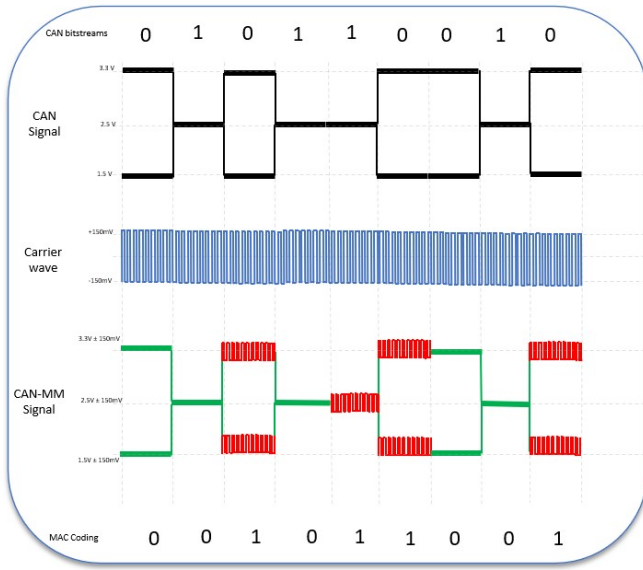 CAN bitstreams 0 1 0 1 1 0 0 1 0
3.3 V
CAN
Signal
2.5 V
1.5 V
+150mV
Carrier
wave
-150mV
3.3V ± 150mV
CAN-MM
Signal
2.5V ± 150mV
1.5V ± 150mV
MAC Coding 0 0 1 0 1 1 0 0 1